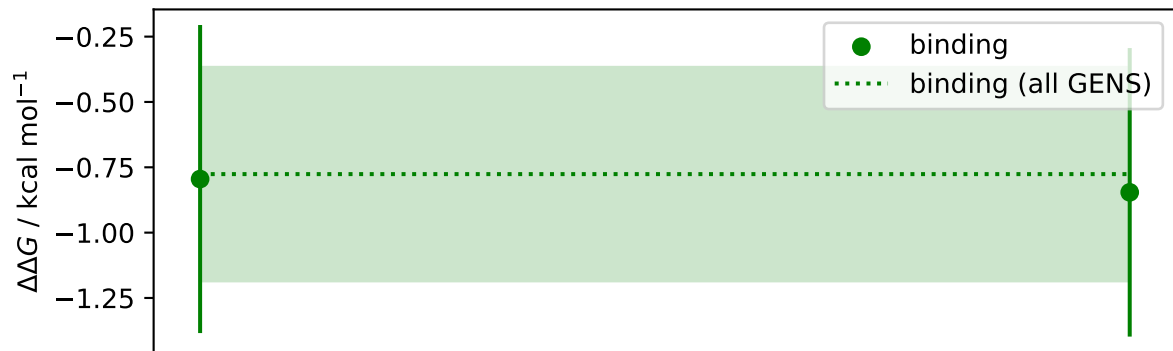 −0.25
−0.50
−0.75
−1.00
−1.25
ΔΔG / kcal mol⁻¹
binding
binding (all GENS)